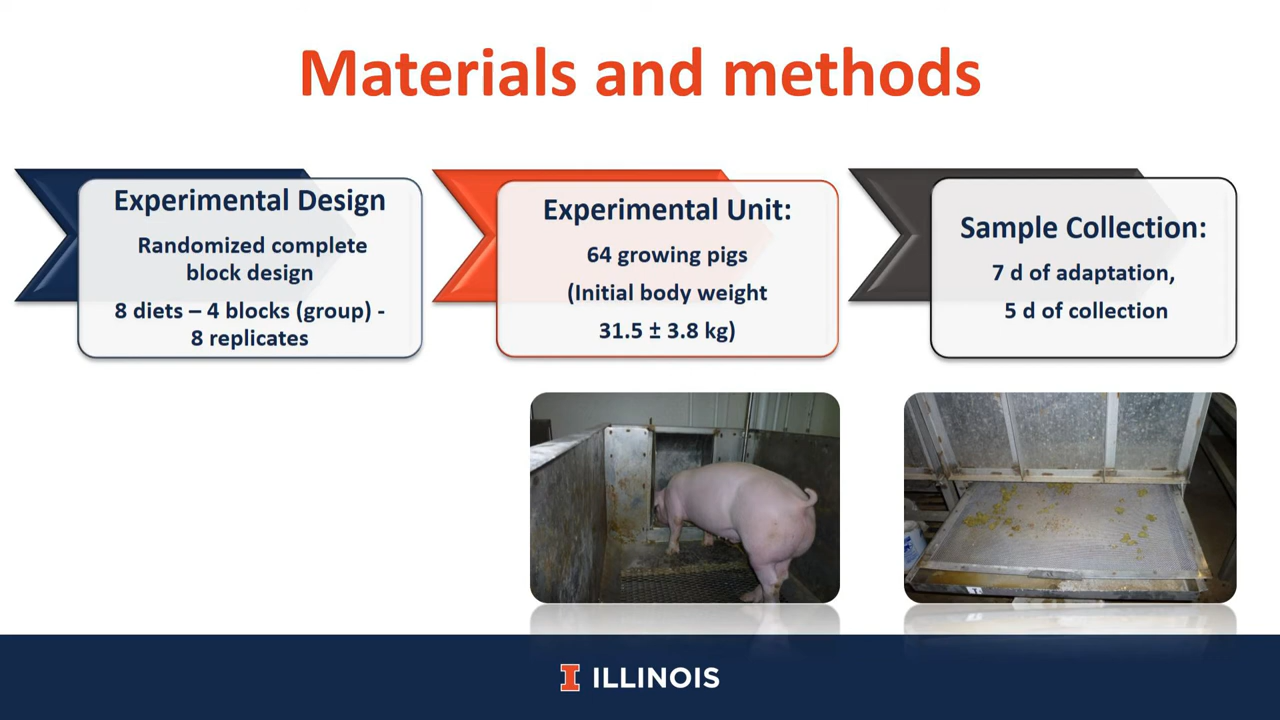 Materials and methods
Experimental Design
Randomized complete
block design
8 diets – 4 blocks (group) -
8 replicates
Experimental Unit:
64 growing pigs
(Initial body weight
31.5 ± 3.8 kg)
Sample Collection:
7 d of adaptation,
5 d of collection
I ILLINOIS